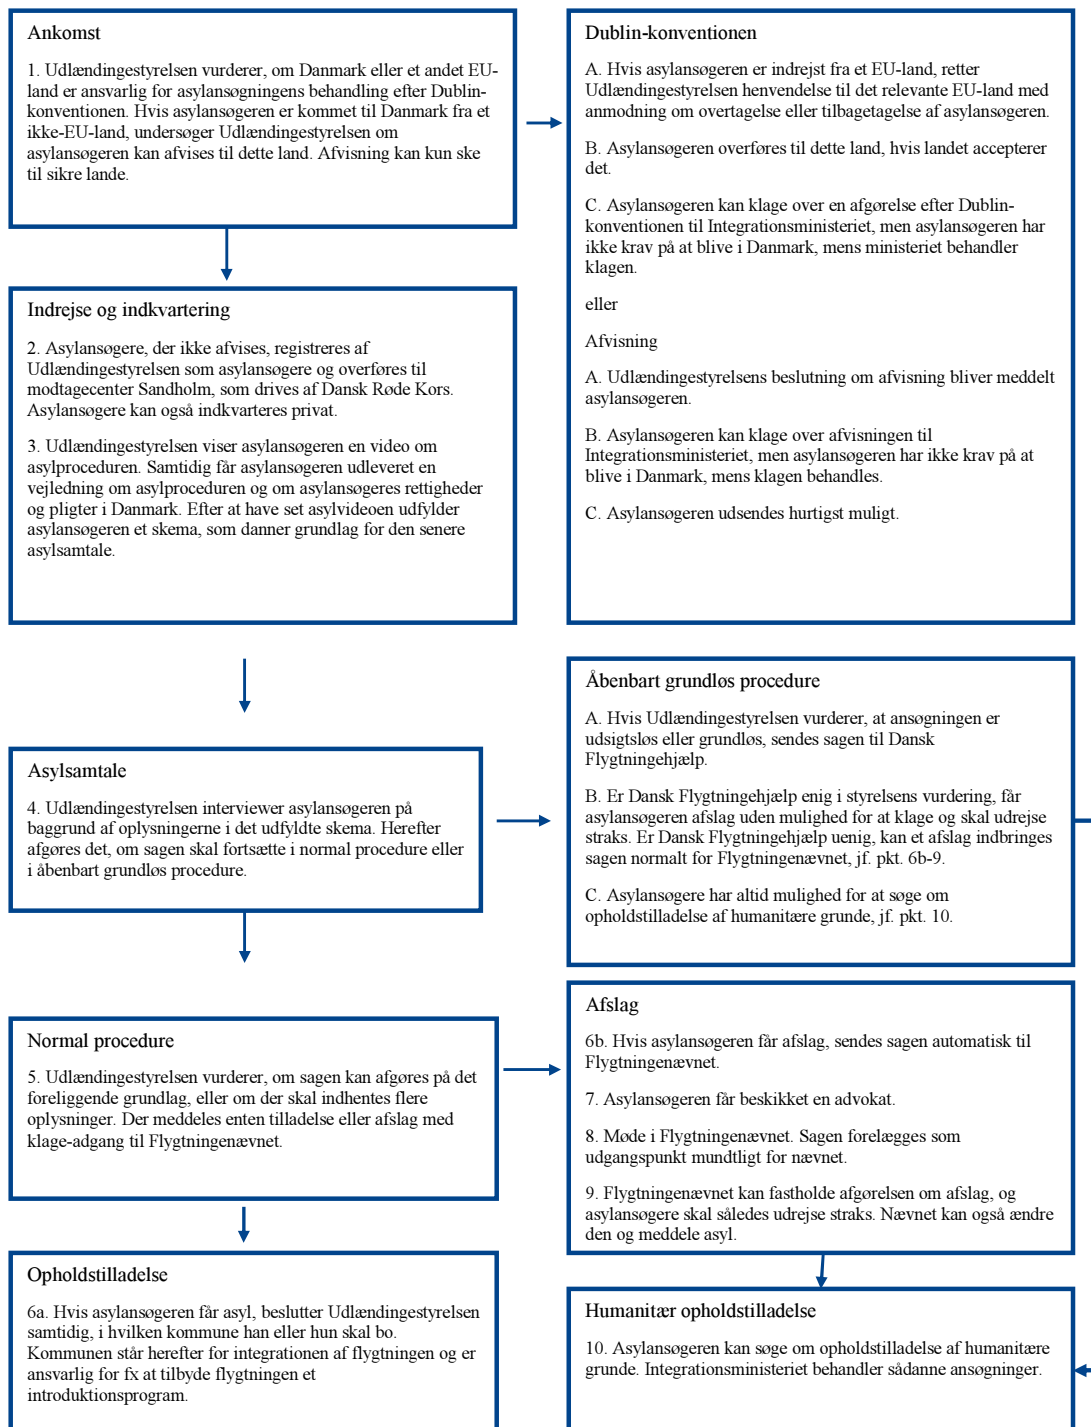 Ankomst
1. Udlændingestyrelsen vurderer, om Danmark eller et andet EU-
land er ansvarlig for asylansøgningens behandling efter Dublin-
konventionen. Hvis asylansøgeren er kommet til Danmark fra et
ikke-EU-land, undersøger Udlændingestyrelsen om
asylansøgeren kan afvises til dette land. Afvisning kan kun ske
til sikre lande.
Dublin-konventionen
A. Hvis asylansøgeren er indrejst fra et EU-land, retter
Udlændingestyrelsen henvendelse til det relevante EU-land med
anmodning om overtagelse eller tilbagetagelse af asylansøgeren.
B. Asylansøgeren overføres til dette land, hvis landet accepterer
det.
C. Asylansøgeren kan klage over en afgørelse efter Dublin-
konventionen til Integrationsministeriet, men asylansøgeren har
ikke krav på at blive i Danmark, mens ministeriet behandler
klagen.
eller
Afvisning
A. Udlændingestyrelsens beslutning om afvisning bliver meddelt
asylansøgeren.
B. Asylansøgeren kan klage over afvisningen til
Integrationsministeriet, men asylansøgeren har ikke krav på at
blive i Danmark, mens klagen behandles.
C. Asylansøgeren udsendes hurtigst muligt.
Indrejse og indkvartering
2. Asylansøgere, der ikke afvises, registreres af
Udlændingestyrelsen som asylansøgere og overføres til
modtagecenter Sandholm, som drives af Dansk Røde Kors.
Asylansøgere kan også indkvarteres privat.
3. Udlændingestyrelsen viser asylansøgeren en video om
asylproceduren. Samtidig får asylansøgeren udleveret en
vejledning om asylproceduren og om asylansøgeres rettigheder
og pligter i Danmark. Efter at have set asylvideoen udfylder
asylansøgeren et skema, som danner grundlag for den senere
asylsamtale.
Asylsamtale
4. Udlændingestyrelsen interviewer asylansøgeren på
baggrund af oplysningerne i det udfyldte skema. Herefter
afgøres det, om sagen skal fortsætte i normal procedure eller
i åbenbart grundløs procedure.
Åbenbart grundløs procedure
A. Hvis Udlændingestyrelsen vurderer, at ansøgningen er
udsigtsløs eller grundløs, sendes sagen til Dansk
Flygtningehjælp.
B. Er Dansk Flygtningehjælp enig i styrelsens vurdering, får
asylansøgeren afslag uden mulighed for at klage og skal udrejse
straks. Er Dansk Flygtningehjælp uenig, kan et afslag indbringes
sagen normalt for Flygtningenævnet, jf. pkt. 6b-9.
C. Asylansøgere har altid mulighed for at søge om
opholdstilladelse af humanitære grunde, jf. pkt. 10.
Normal procedure
5. Udlændingestyrelsen vurderer, om sagen kan afgøres på det
foreliggende grundlag, eller om der skal indhentes flere
oplysninger. Der meddeles enten tilladelse eller afslag med
klage-adgang til Flygtningenævnet.
Afslag
6b. Hvis asylansøgeren får afslag, sendes sagen automatisk til
Flygtningenævnet.
7. Asylansøgeren får beskikket en advokat.
8. Møde i Flygtningenævnet. Sagen forelægges som
udgangspunkt mundtligt for nævnet.
9. Flygtningenævnet kan fastholde afgørelsen om afslag, og
asylansøgere skal således udrejse straks. Nævnet kan også ændre
den og meddele asyl.
Opholdstilladelse
6a. Hvis asylansøgeren får asyl, beslutter Udlændingestyrelsen
samtidig, i hvilken kommune han eller hun skal bo.
Kommunen står herefter for integrationen af flygtningen og er
ansvarlig for fx at tilbyde flygtningen et
introduktionsprogram.
Humanitær opholdstilladelse
10. Asylansøgeren kan søge om opholdstilladelse af humanitære
grunde. Integrationsministeriet behandler sådanne ansøgninger.